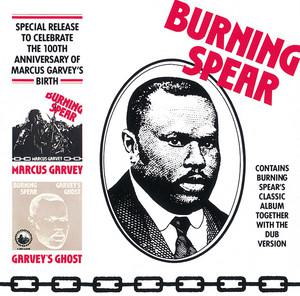 SPECIAL RELEASE
TO CELEBRATE
THE 100TH
ANNIVERSARY OF
MARCUS GARVEY'S
BIRTH
BURNING
SPEAR
BURNING
SPEAR
MARCUS GARVEY
MARCUS GARVEY
BURNING
SPEAR
GARVEY'S
GHOST
GARVEY'S GHOST
CONTAINS
BURNING
SPEAR'S
CLASSIC
ALBUM
TOGETHER
WITH THE
DUB
VERSION